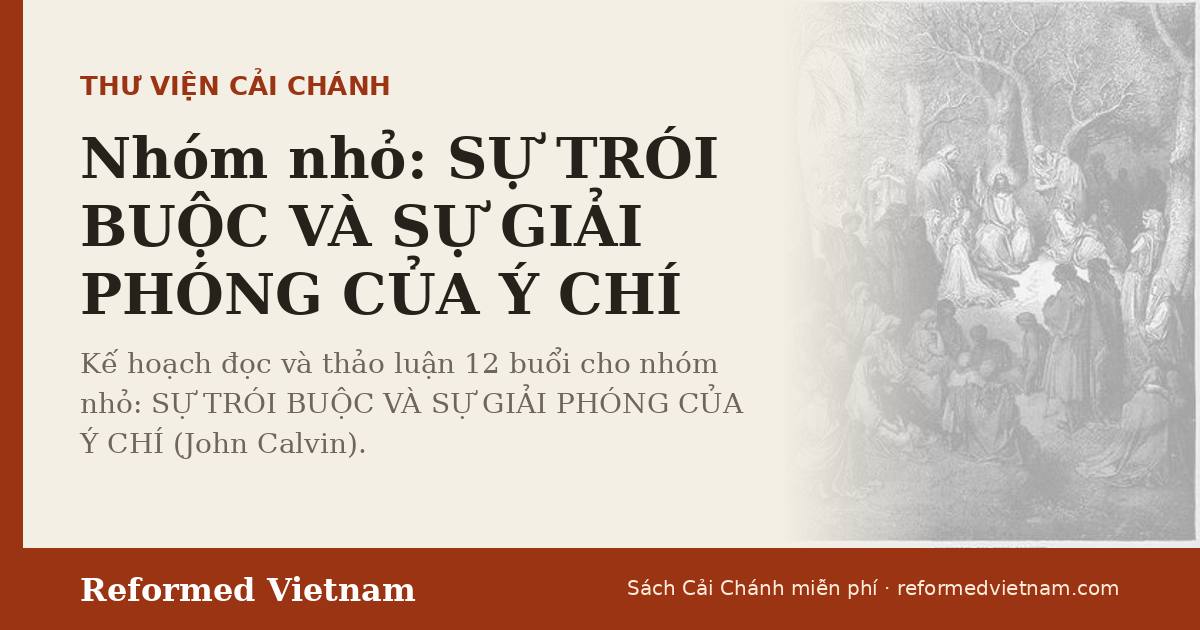 THƯ VIỆN CẢI CHÁNH
Nhóm nhỏ: SỰ TRÓI
BUỘC VÀ SỰ GIẢI
PHÓNG CỦA Ý CHÍ
Kế hoạch đọc và thảo luận 12 buổi cho nhóm
nhỏ: SỰ TRÓI BUỘC VÀ SỰ GIẢI PHÓNG CỦA
Ý CHÍ (John Calvin).
Reformed Vietnam
Sách Cải Chánh miễn phí · reformedvietnam.com